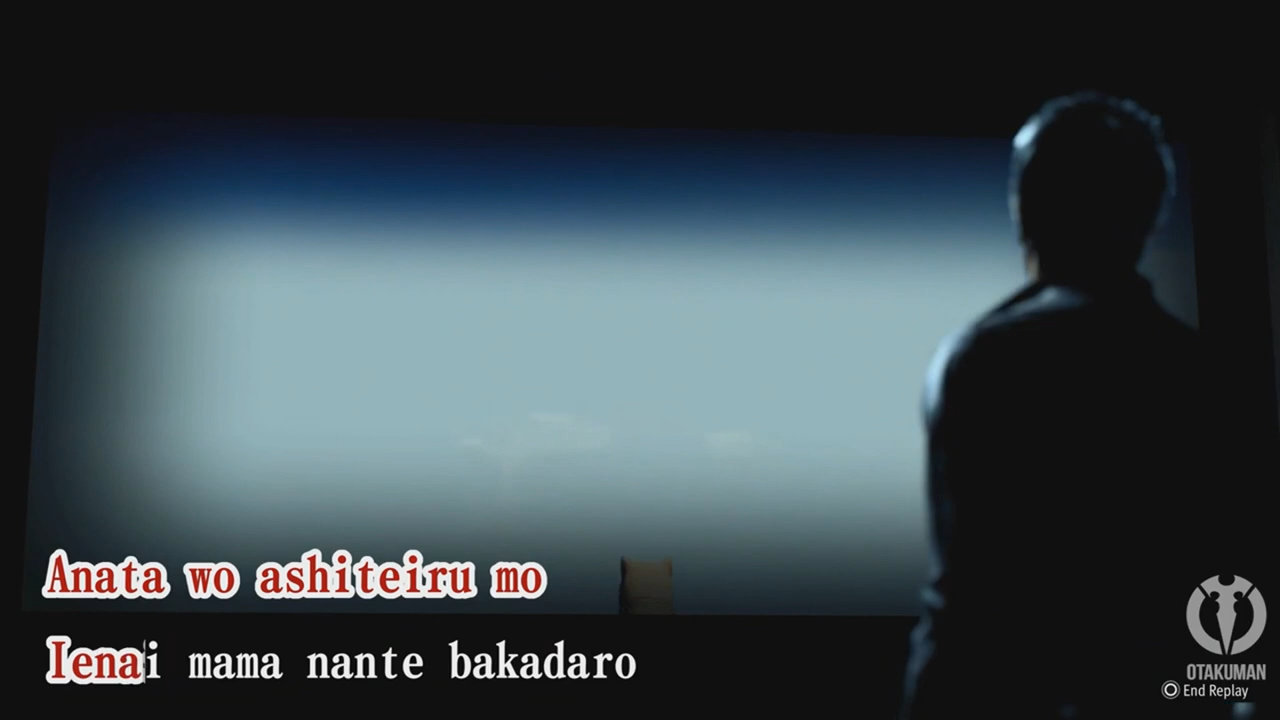 Anata wo ashiteiru mo
Ienai mama nante bakadaro
OTAKUMAN
End Replay